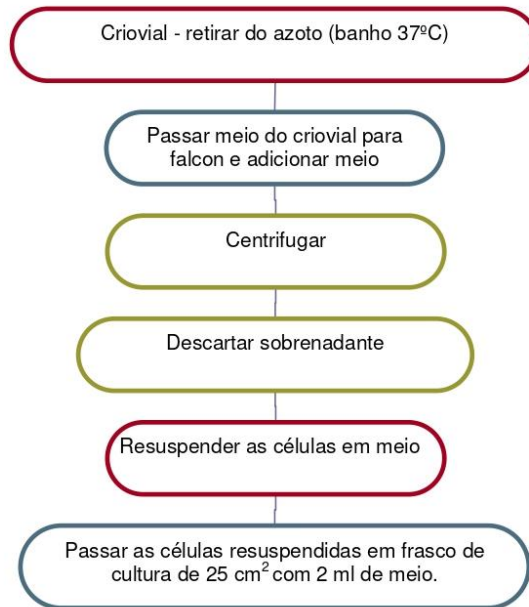 Criovial - retirar do azoto (banho 37ºC)
Passar meio do criovial para
falcon e adicionar meio
Centrifugar
Descartar sobrenadante
Resuspender as células em meio
Passar as células resuspendidas em frasco de
cultura de 25 cm² com 2 ml de meio.